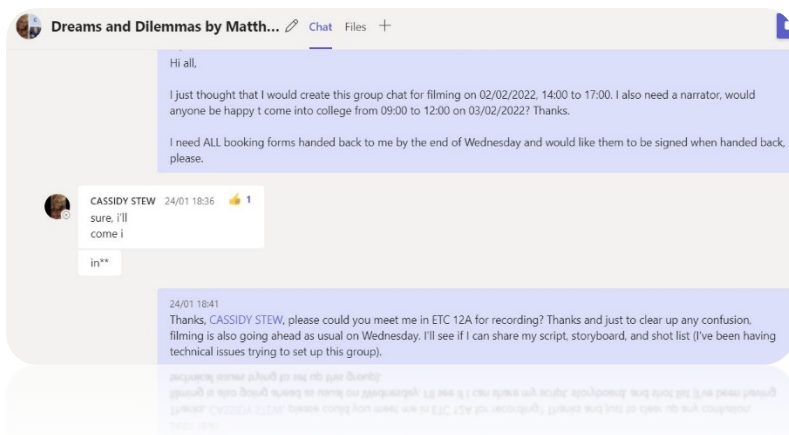 Dreams and Dilemmas by Matth... Chat Files
Hi all,
I just thought that I would create this group chat for filming on 02/02/2022, 14:00 to 17:00. I also need a narrator, would
anyone be happy t come into college from 09:00 to 12:00 on 03/02/2022? Thanks.
I need ALL booking forms handed back to me by the end of Wednesday and would like them to be signed when handed back,
please.
CASSIDY STEW 24/01 18:36 👍 1
sure, i'll
come i
in**
24/01 18:41
Thanks, CASSIDY STEW, please could you meet me in ETC 12A for recording? Thanks and just to clear up any confusion,
filming is also going ahead as usual on Wednesday. I'll see if I can share my script, storyboard, and shot list (I've been having
technical issues trying to set up this group).